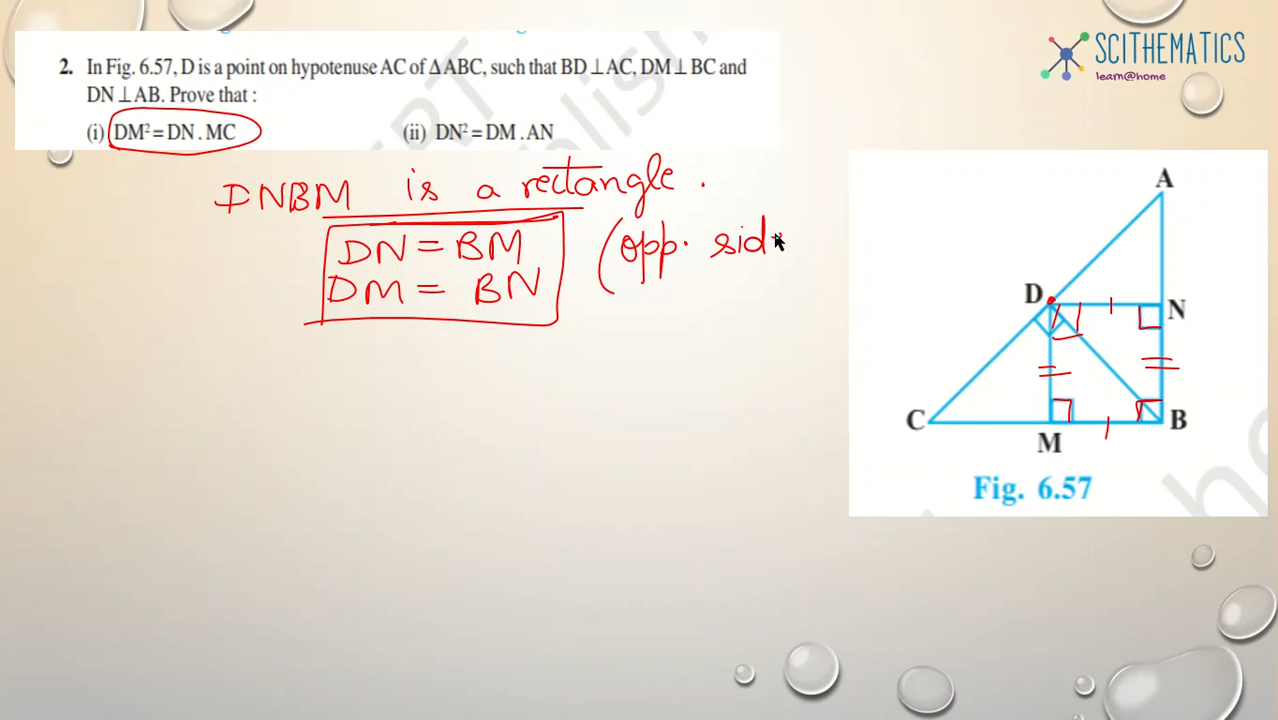 SCITHEMATICS
learn@home
2. In Fig. 6.57, D is a point on hypotenuse AC of ΔABC, such that BD ⊥ AC, DM ⊥ BC and
DN ⊥ AB. Prove that :
(i) DM² = DN . MC (ii) DN² = DM . AN
DNBM is a rectangle.
DN = BM (opp. sid
DM = BN
A
D
N
C
M
B
Fig. 6.57